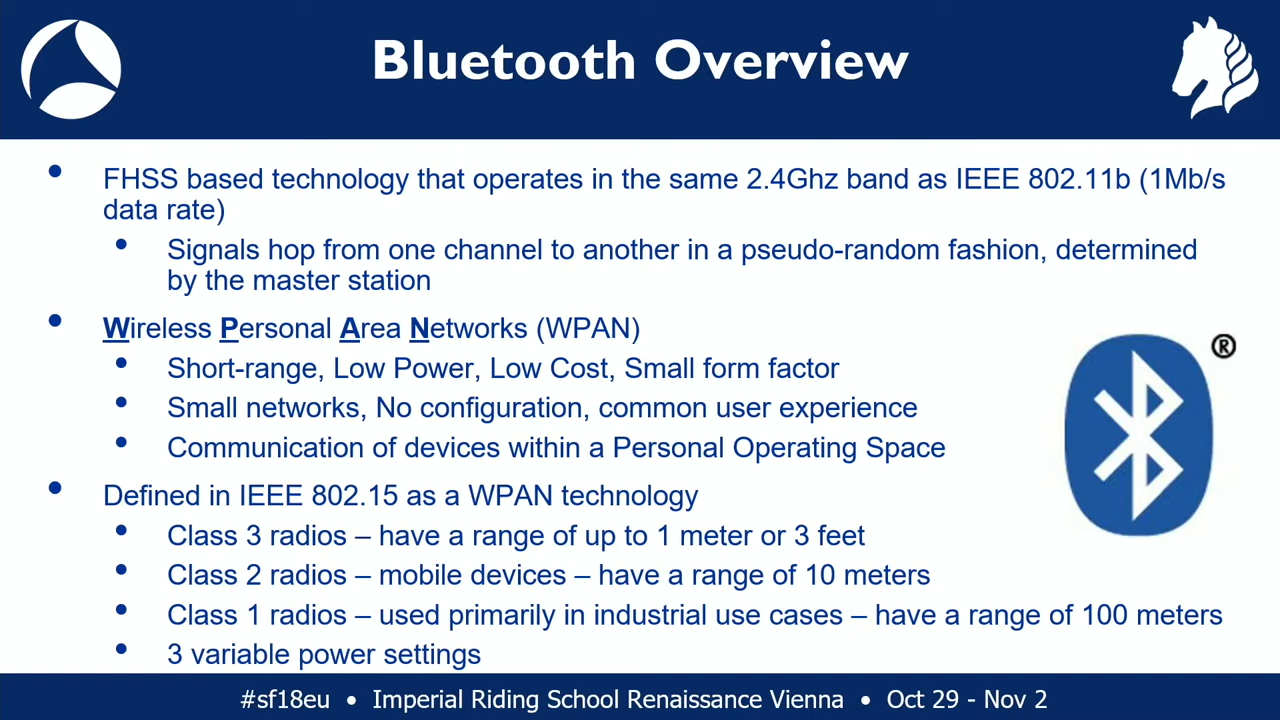 Bluetooth Overview
• FHSS based technology that operates in the same 2.4Ghz band as IEEE 802.11b (1Mb/s
data rate)
• Signals hop from one channel to another in a pseudo-random fashion, determined
by the master station
• Wireless Personal Area Networks (WPAN)
• Short-range, Low Power, Low Cost, Small form factor
• Small networks, No configuration, common user experience
• Communication of devices within a Personal Operating Space
®
• Defined in IEEE 802.15 as a WPAN technology
• Class 3 radios – have a range of up to 1 meter or 3 feet
• Class 2 radios – mobile devices – have a range of 10 meters
• Class 1 radios – used primarily in industrial use cases – have a range of 100 meters
• 3 variable power settings
#sf18eu • Imperial Riding School Renaissance Vienna • Oct 29 - Nov 2